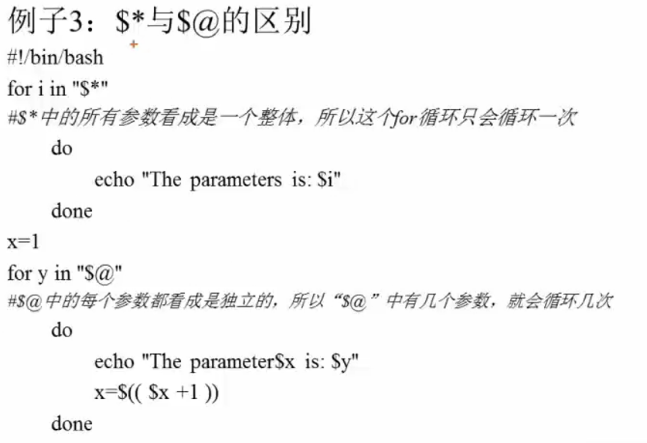 例子3：$*与$@的区别
#!/bin/bash
for i in "$*"
#$*中的所有参数看成是一个整体，所以这个for循环只会循环一次
do
echo "The parameters is: $i"
done
x=1
for y in "$@"
#$@中的每个参数都看成是独立的，所以“$@”中有几个参数，就会循环几次
do
echo "The parameter$x is: $y"
x=$(( $x +1 ))
done